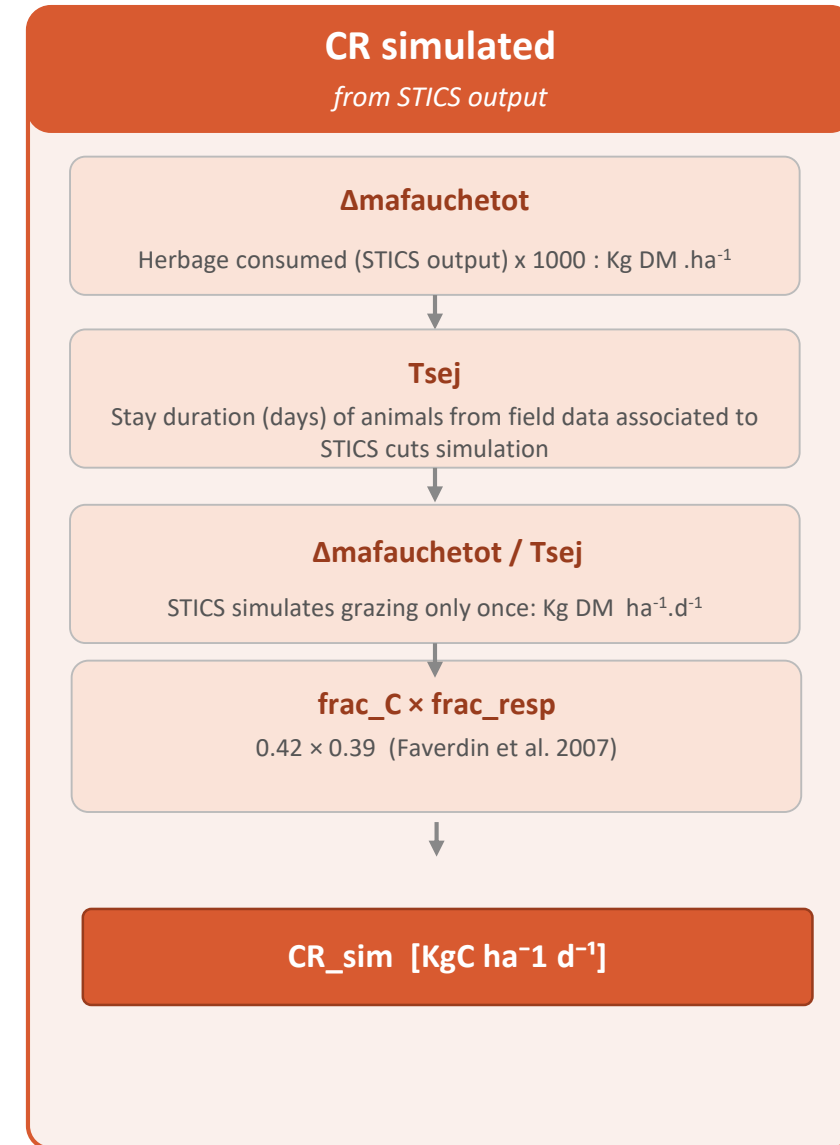 CR simulated
from STICS output
Δmafauchetot
Herbage consumed (STICS output) x 1000 : Kg DM .ha⁻¹
Tsej
Stay duration (days) of animals from field data associated to
STICS cuts simulation
Δmafauchetot / Tsej
STICS simulates grazing only once: Kg DM  ha⁻¹.d⁻¹
frac_C × frac_resp
0.42 × 0.39  (Faverdin et al. 2007)
CR_sim  [KgC ha⁻1 d⁻¹]